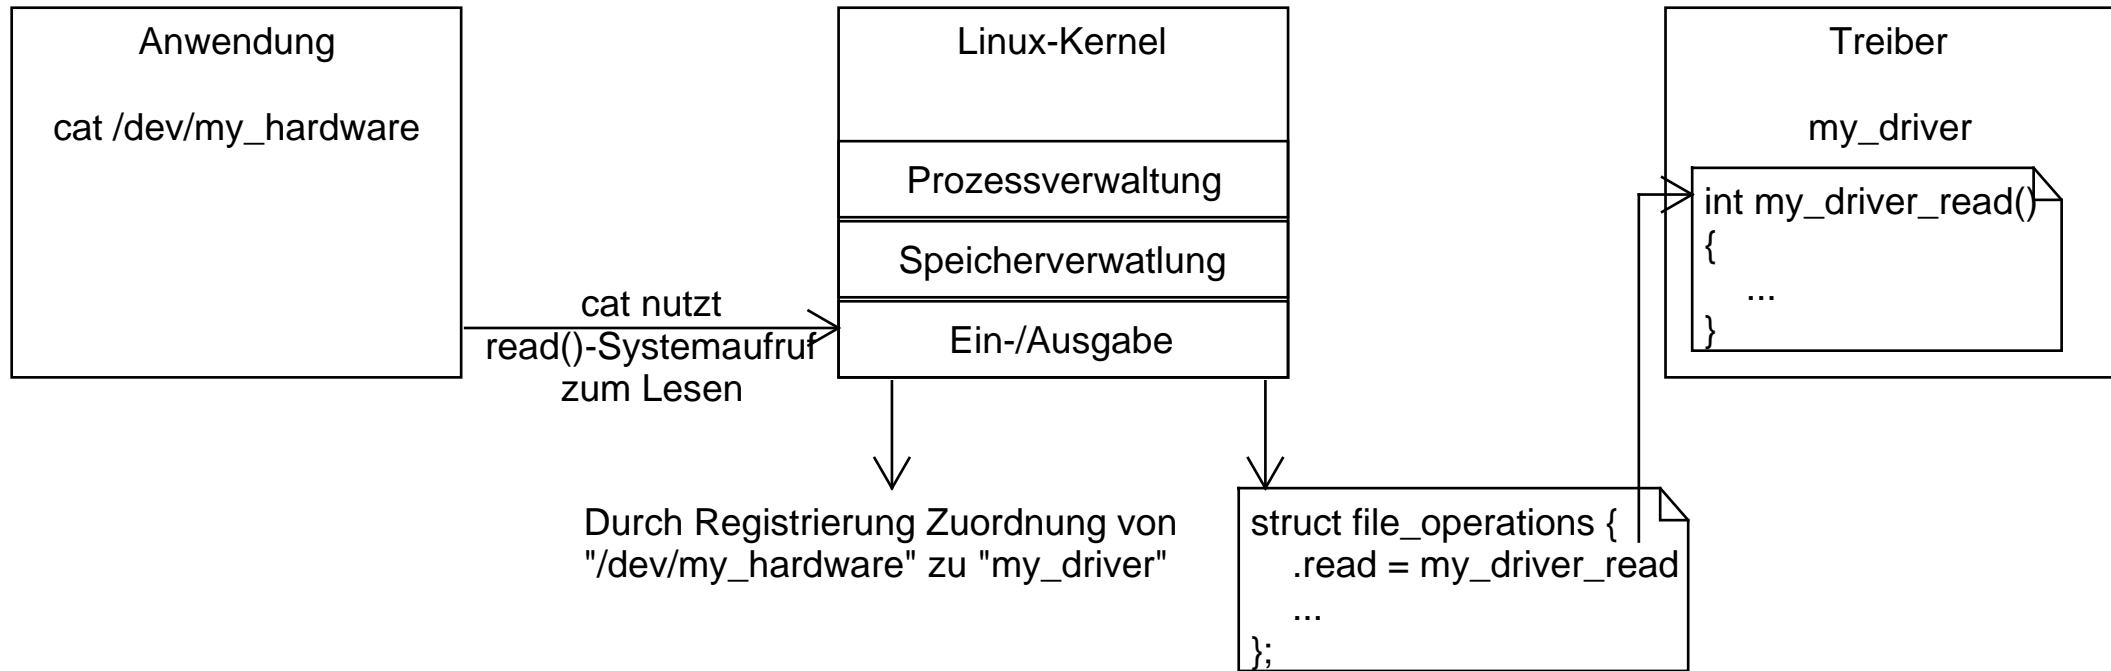 Anwendung
cat /dev/my_hardware
cat nutzt
read()-Systemaufruf
zum Lesen
Linux-Kernel
Prozessverwaltung
Speicherverwatlung
Ein-/Ausgabe
Durch Registrierung Zuordnung von
"/dev/my_hardware" zu "my_driver"
struct file_operations {
.read = my_driver_read
...
};
Treiber
my_driver
int my_driver_read()
{
...
}